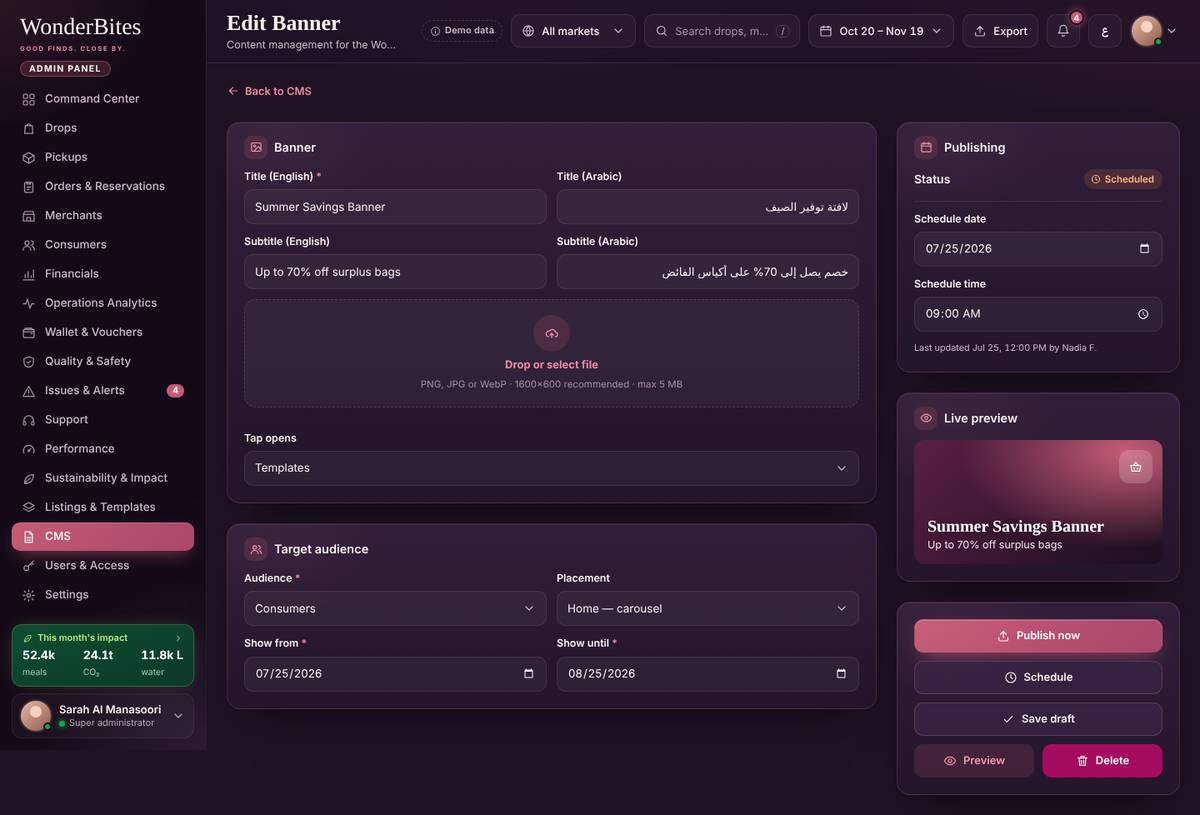 WonderBites
GOOD FINDS. CLOSE BY.
ADMIN PANEL
Command Center
Drops
Pickups
Orders & Reservations
Merchants
Consumers
Financials
Operations Analytics
Wallet & Vouchers
Quality & Safety
Issues & Alerts 4
Support
Performance
Sustainability & Impact
Listings & Templates
CMS
Users & Access
Settings
This month's impact
52.4k 24.1t 11.8k L
meals CO₂ water
Sarah Al Manasoori
Super administrator
Edit Banner
Content management for the Wo...
Demo data
All markets
Search drops, m... /
Oct 20 – Nov 19
Export
4
ع
Back to CMS
Banner
Title (English) * Title (Arabic)
Summer Savings Banner لافتة توفير الصيف
Subtitle (English) Subtitle (Arabic)
Up to 70% off surplus bags خصم يصل إلى 70% على أكياس الفائض
Drop or select file
PNG, JPG or WebP · 1600×600 recommended · max 5 MB
Tap opens
Templates
Target audience
Audience * Placement
Consumers Home — carousel
Show from * Show until *
07/25/2026 08/25/2026
Publishing
Status Scheduled
Schedule date
07/25/2026
Schedule time
09:00 AM
Last updated Jul 25, 12:00 PM by Nadia F.
Live preview
Summer Savings Banner
Up to 70% off surplus bags
Publish now
Schedule
Save draft
Preview Delete